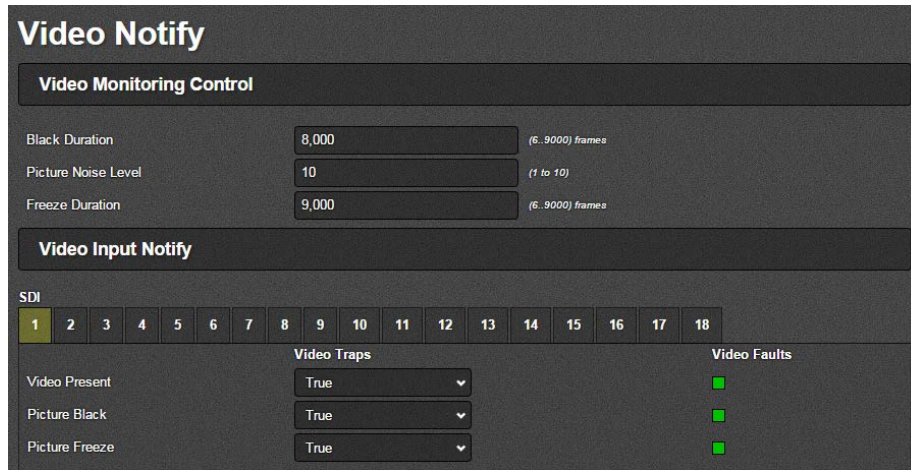 Video Notify
Video Monitoring Control
Black Duration 8,000 (6..9000) frames
Picture Noise Level 10 (1 to 10)
Freeze Duration 9,000 (6..9000) frames
Video Input Notify
SDI
1 2 3 4 5 6 7 8 9 10 11 12 13 14 15 16 17 18
Video Traps Video Faults
Video Present True
Picture Black True
Picture Freeze True